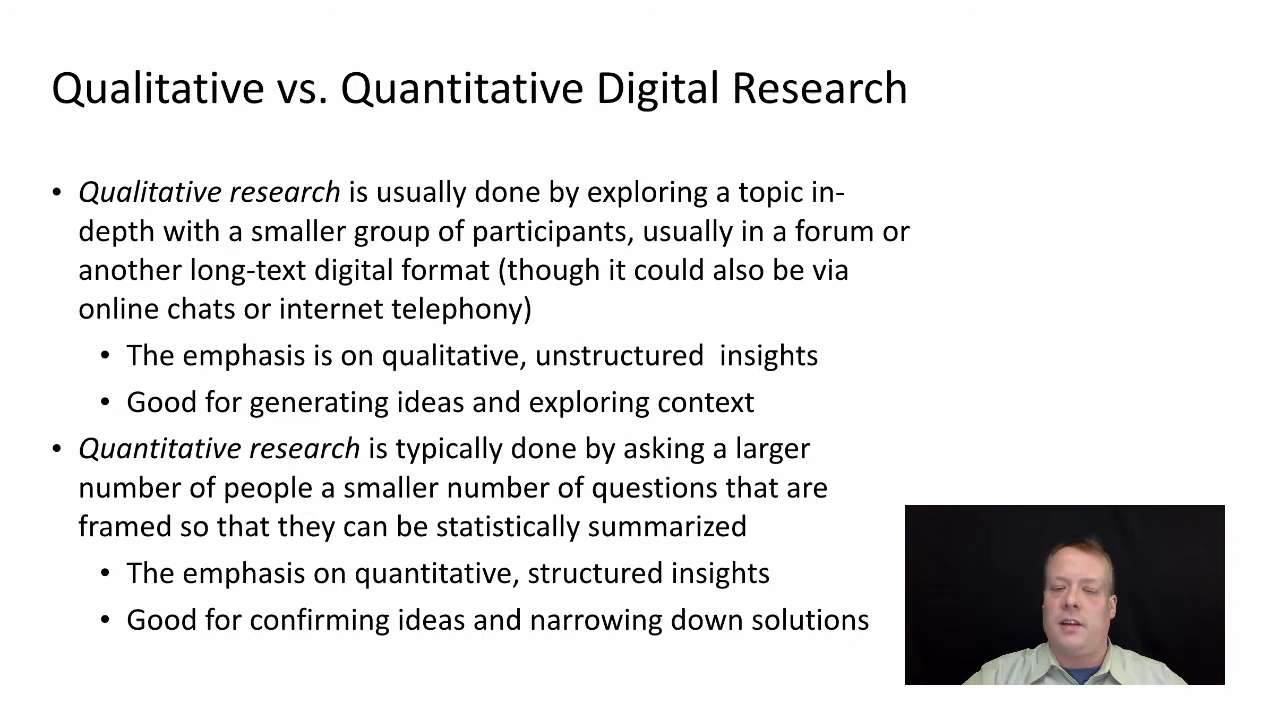 Qualitative vs. Quantitative Digital Research
• Qualitative research is usually done by exploring a topic in-
depth with a smaller group of participants, usually in a forum or
another long-text digital format (though it could also be via
online chats or internet telephony)
• The emphasis is on qualitative, unstructured  insights
• Good for generating ideas and exploring context
• Quantitative research is typically done by asking a larger
number of people a smaller number of questions that are
framed so that they can be statistically summarized
• The emphasis on quantitative, structured insights
• Good for confirming ideas and narrowing down solutions